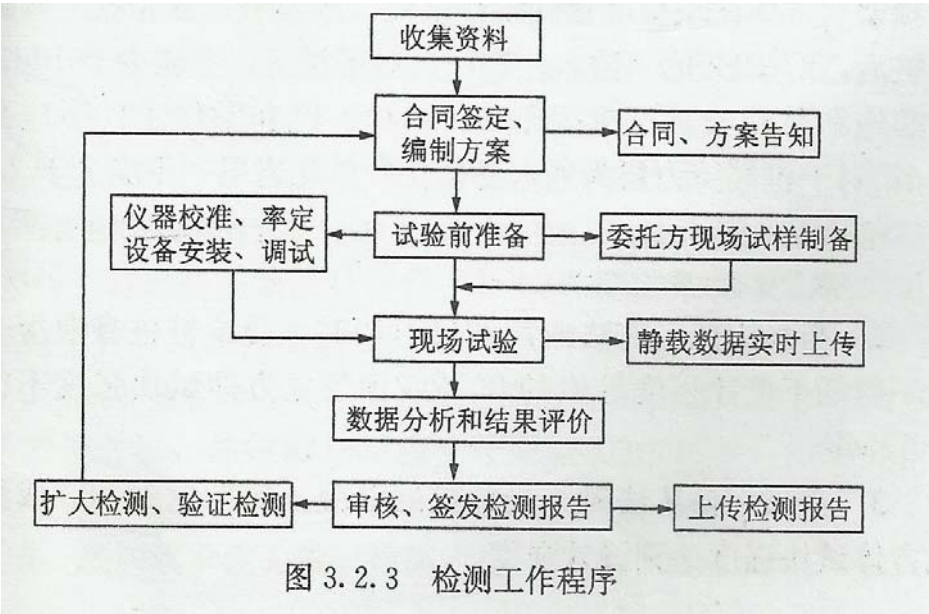 收集资料
合同签定、
编制方案
合同、方案告知
仪器校准、率定
设备安装、调试
试验前准备
委托方现场试样制备
现场试验
静载数据实时上传
数据分析和结果评价
扩大检测、验证检测
审核、签发检测报告
上传检测报告
图 3.2.3 检测工作程序